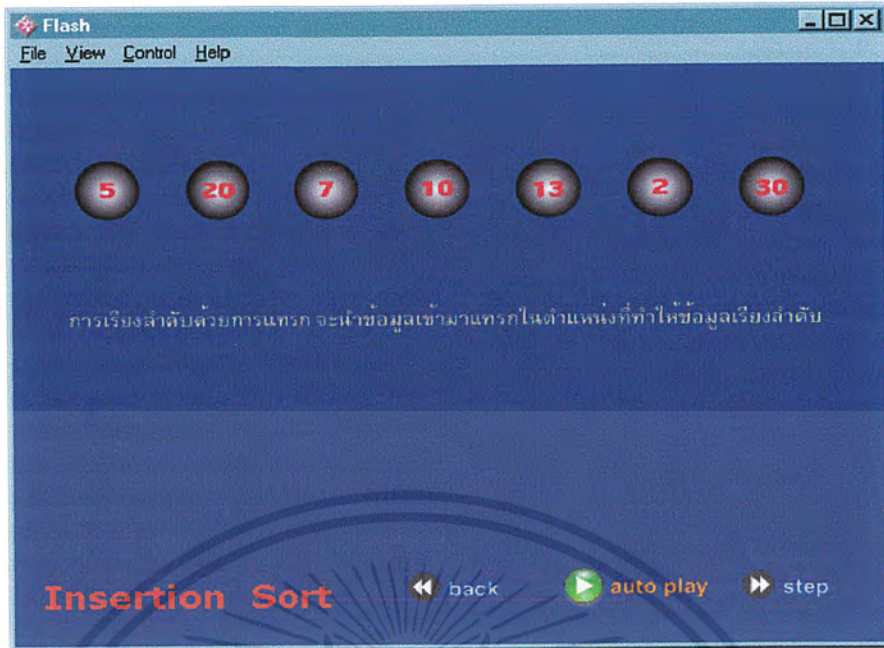 Flash
File View Control Help
5 20 7 10 13 2 30
การเรียงลำดับด้วยการแทรก จะนำข้อมูลเข้ามาแทรกในตำแหน่งที่ทำให้ข้อมูลเรียงลำดับ
Insertion Sort back auto play step